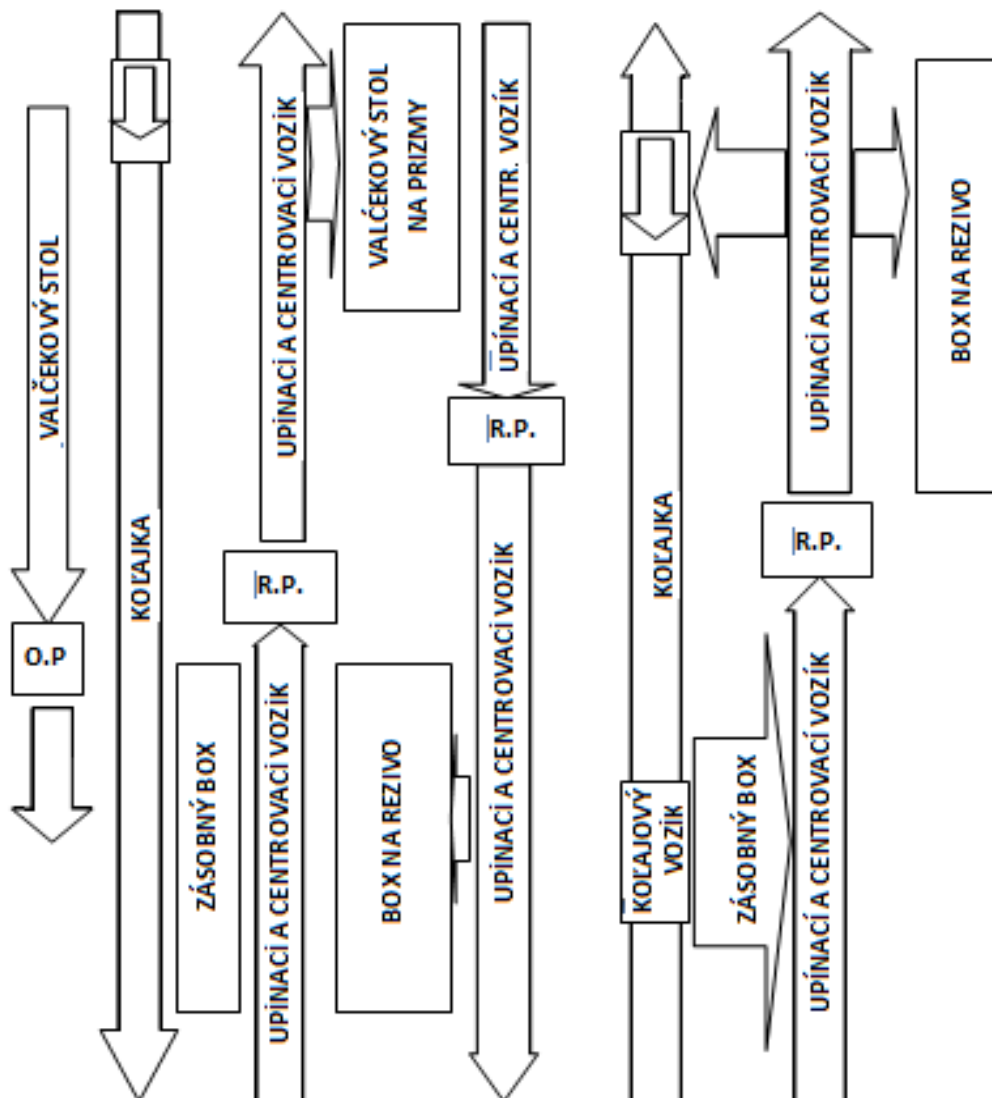 VALČEKOVÝ STOL
O.P
KOĽAJKA
UPÍNACÍ A CENTROVACÍ VOZÍK
R.P.
ZÁSOBNÝ BOX
UPÍNACÍ A CENTROVACÍ VOZÍK
VALČEKOVÝ STOL
NA PRIZMY
BOX NA REZIVO
UPÍNACÍ A CENTR. VOZÍK
R.P.
UPÍNACÍ A CENTROVACÍ VOZÍK
KOĽAJKA
KOĽAJOVÝ
VOZÍK
ZÁSOBNÝ BOX
UPÍNACÍ A CENTROVACÍ VOZÍK
R.P.
UPÍNACÍ A CENTROVACÍ VOZÍK
BOX NA REZIVO